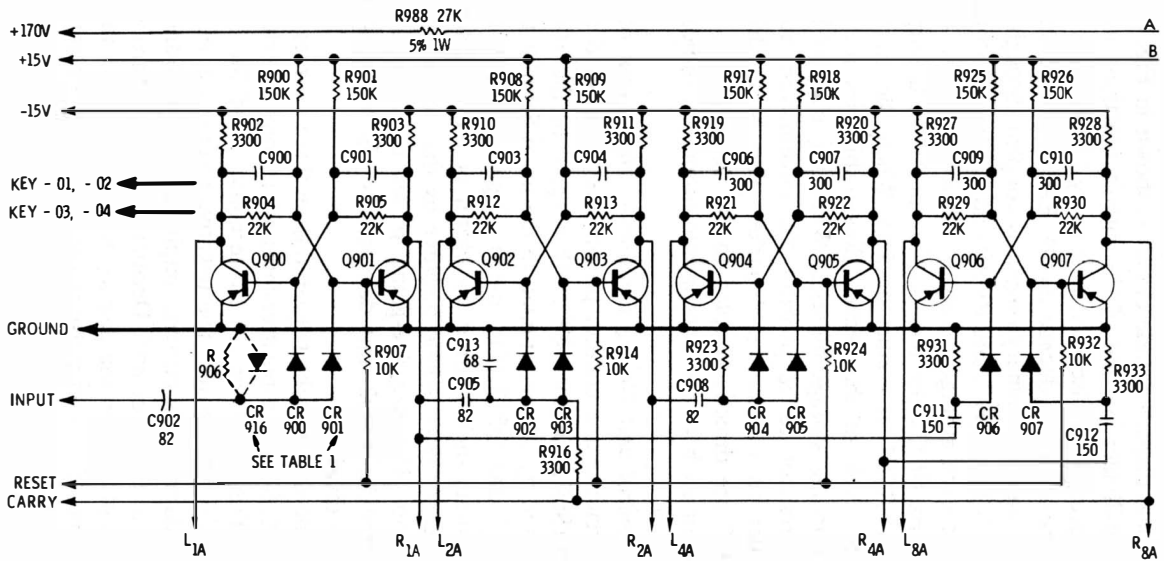 R988 27K
+170V
5% 1W
A
+15V
B
R900 150K
R901 150K
R908 150K
R909 150K
R917 150K
R918 150K
R925 150K
R926 150K
-15V
R902 3300
R903 3300
R910 3300
R911 3300
R919 3300
R920 3300
R927 3300
R928 3300
C900
C901
C903
C904
C906 300
C907 300
C909 300
C910 300
KEY - 01, - 02
KEY - 03, - 04
R904 22K
R905 22K
R912 22K
R913 22K
R921 22K
R922 22K
R929 22K
R930 22K
Q900
Q901
Q902
Q903
Q904
Q905
Q906
Q907
GROUND
R 906
R907 10K
C913 68
R914 10K
R923 3300
R924 10K
R931 3300
R932 10K
R933 3300
INPUT
C902 82
CR 916
CR 900
CR 901
C905 82
CR 902
CR 903
C908 82
CR 904
CR 905
C911 150
CR 906
CR 907
C912 150
SEE TABLE 1
R916 3300
RESET
CARRY
L1A
R1A
L2A
R2A
L4A
R4A
L8A
R8A